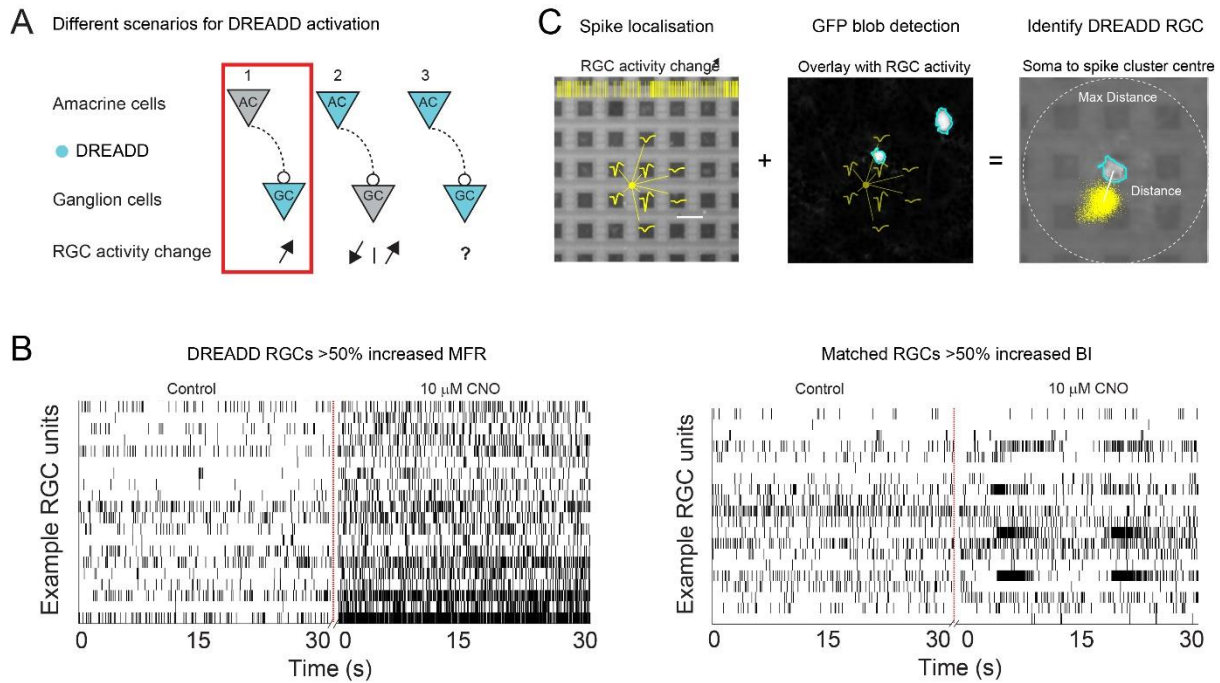 A
Different scenarios for DREADD activation
1 2 3
Amacrine cells
AC AC AC
DREADD
Ganglion cells
GC GC GC
RGC activity change
| ?
C
Spike localisation
RGC activity change
+
GFP blob detection
Overlay with RGC activity
=
Identify DREADD RGC
Soma to spike cluster centre
Max Distance
Distance
B
DREADD RGCs >50% increased MFR
Control 10 μM CNO
Example RGC units
0 15 30 0 15 30
Time (s)
Matched RGCs >50% increased BI
Control 10 μM CNO
Example RGC units
0 15 30 0 15 30
Time (s)